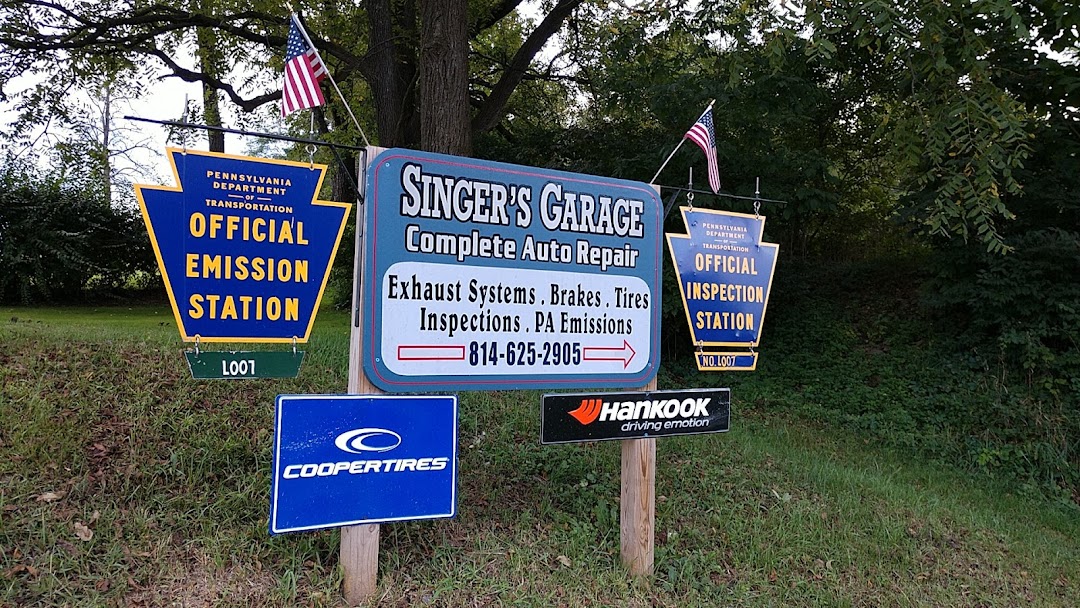 PENNSYLVANIA
DEPARTMENT
OF
TRANSPORTATION
OFFICIAL
EMISSION
STATION
L007
SINGER'S GARAGE
Complete Auto Repair
Exhaust Systems . Brakes . Tires
Inspections . PA Emissions
814-625-2905
PENNSYLVANIA
DEPARTMENT
OF
TRANSPORTATION
OFFICIAL
INSPECTION
STATION
NO. L007
COOPERTIRES
HANKOOK
driving emotion